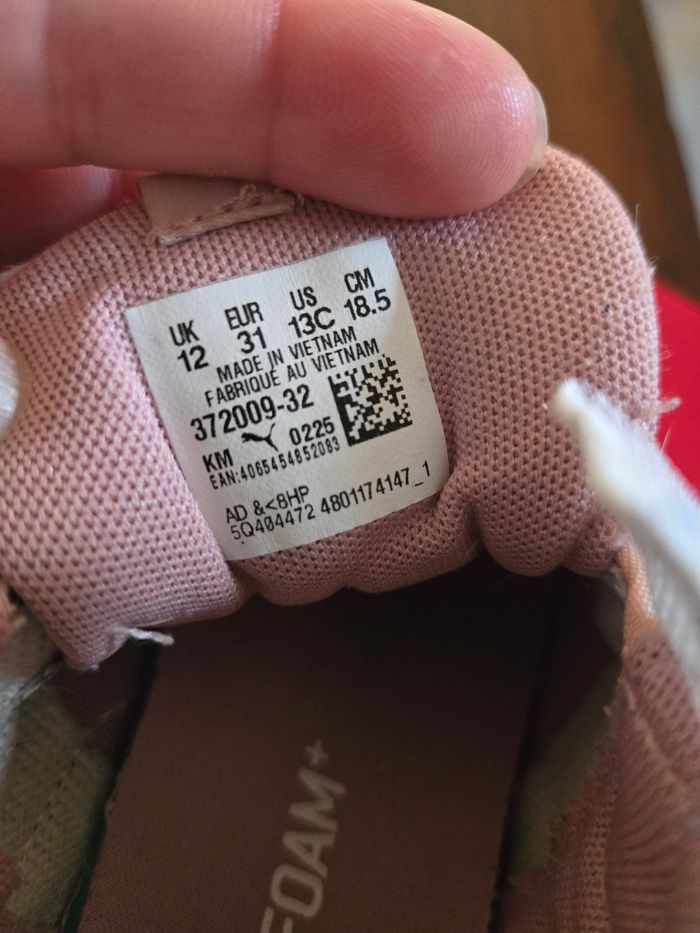 UK EUR US CM
12 31 13C 18.5
MADE IN VIETNAM
FABRIQUE AU VIETNAM
372009-32
KM 0225
EAN:4065454852083
AD &<8HP
5Q404472 4801174147_1
FOAM+